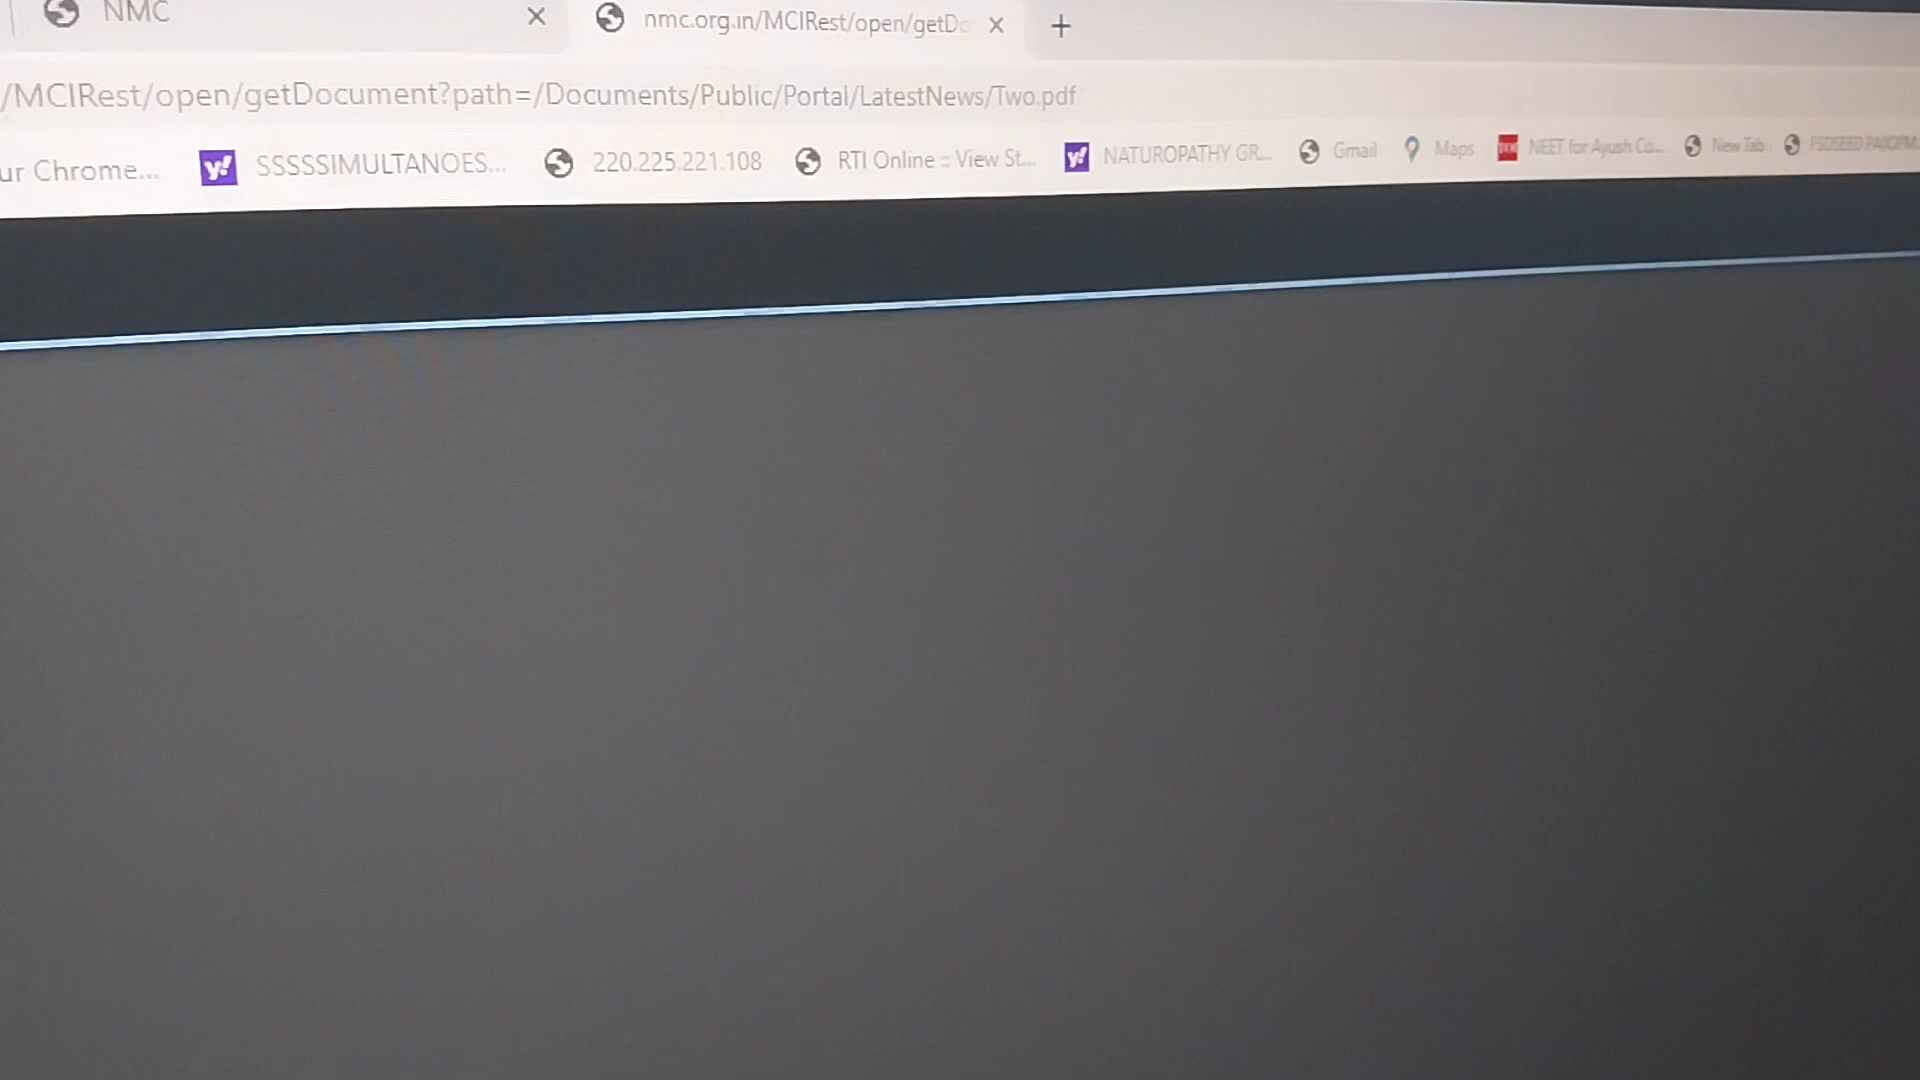 NMC
nmc.org.in/MCIRest/open/getDo
/MCIRest/open/getDocument?path=/Documents/Public/Portal/LatestNews/Two.pdf
ur Chrome... SSSSSIMULTANOES... 220.225.221.108 RTI Online :: View St... NATUROPATHY GR... Gmail Maps NEET for Ayush Co... New Tab